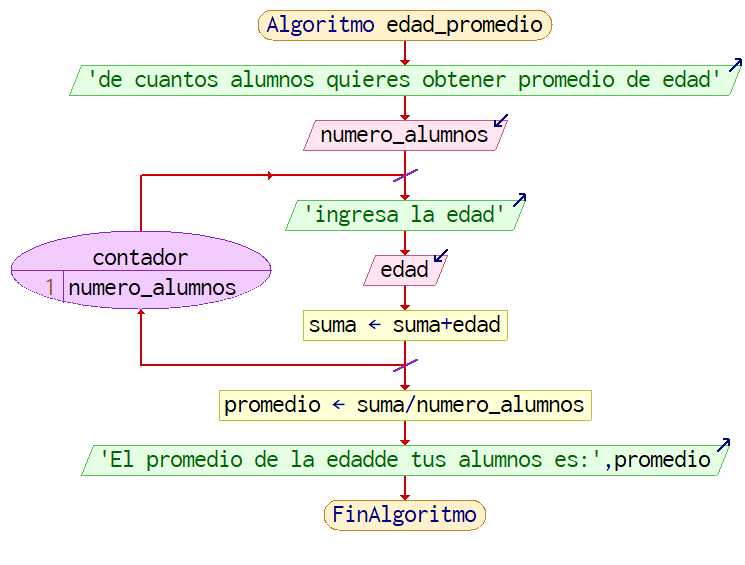 Algoritmo edad_promedio
'de cuantos alumnos quieres obtener promedio de edad'
numero_alumnos
'ingresa la edad'
contador
1 numero_alumnos
edad
suma ← suma+edad
promedio ← suma/numero_alumnos
'El promedio de la edadde tus alumnos es:',promedio
FinAlgoritmo